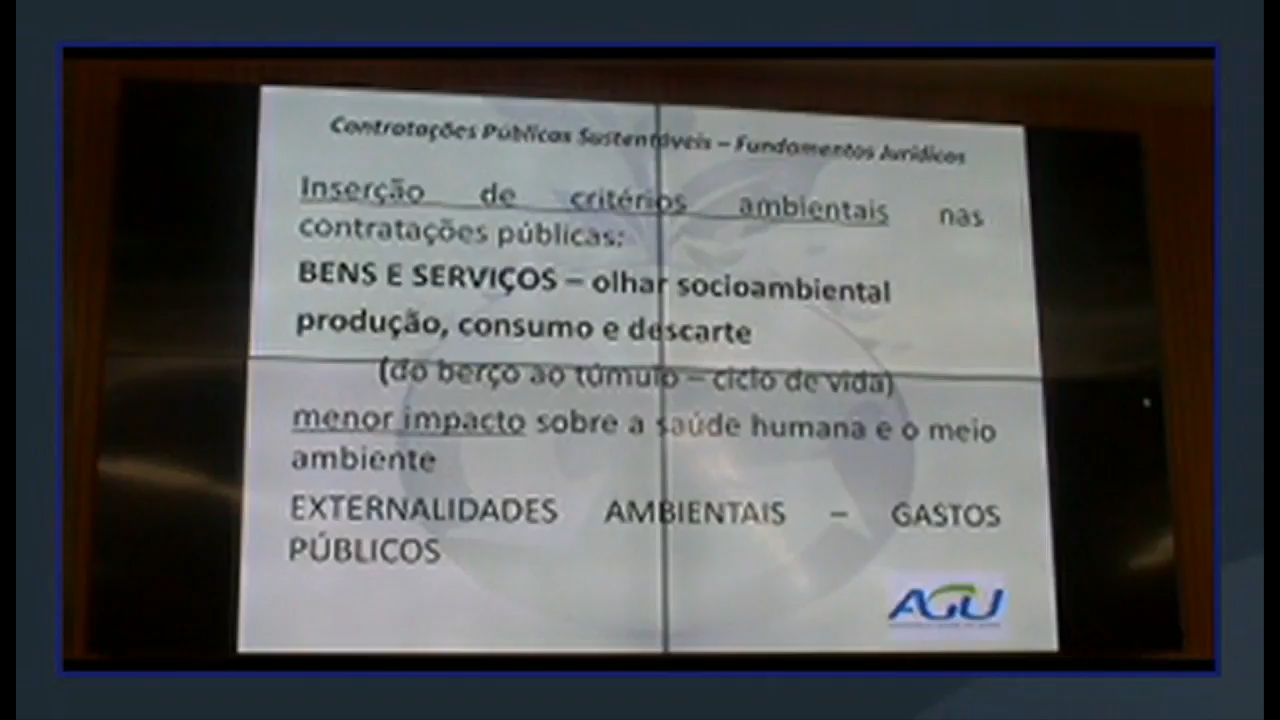 Contratações Públicas Sustentáveis – Fundamentos Jurídicos
Inserção de critérios ambientais nas
contratações públicas:
BENS E SERVIÇOS – olhar socioambiental
produção, consumo e descarte
(do berço ao túmulo – ciclo de vida)
menor impacto sobre a saúde humana e o meio
ambiente
EXTERNALIDADES AMBIENTAIS – GASTOS
PÚBLICOS
AGU